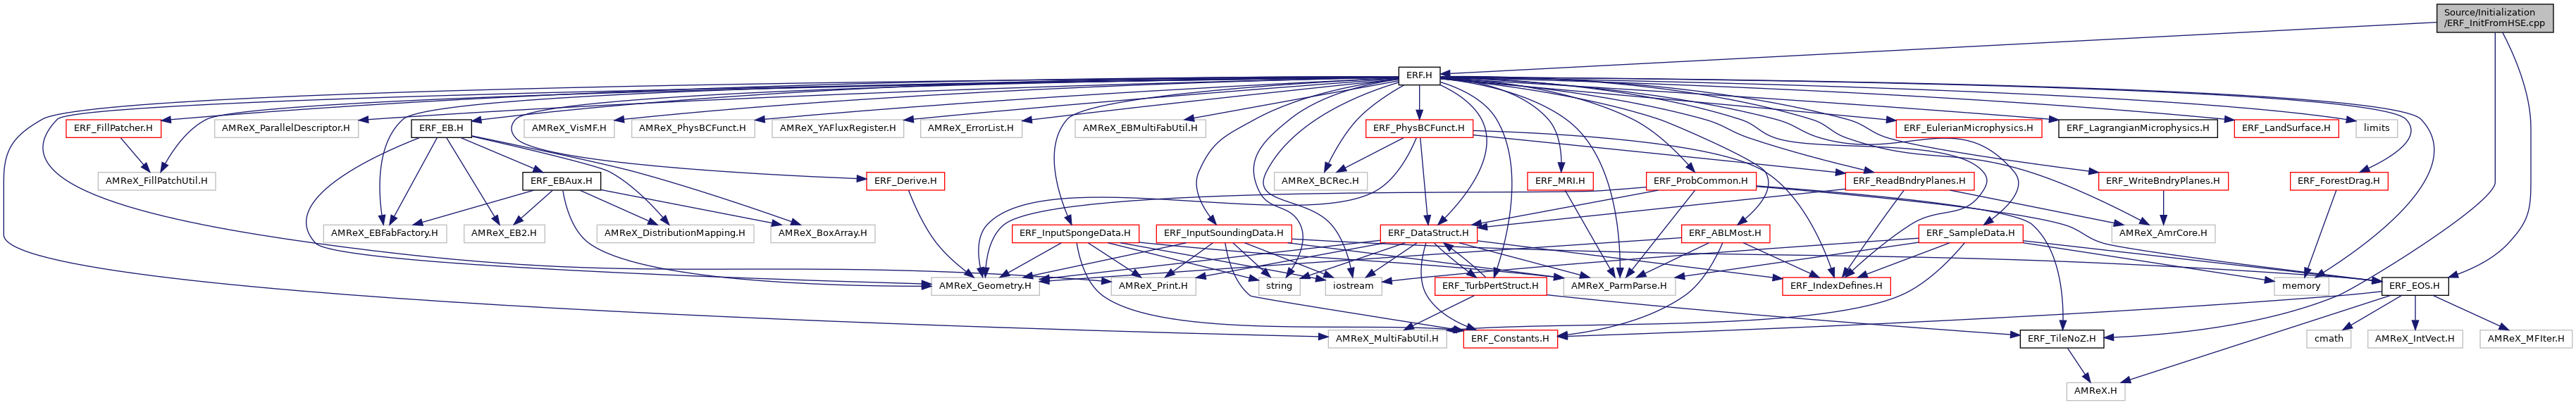 Source/Initialization
/ERF_InitFromHSE.cpp
ERF.H
ERF_FillPatcher.H
AMReX_ParallelDescriptor.H
ERF_EB.H
AMReX_VisMF.H
AMReX_PhysBCFunct.H
AMReX_YAFluxRegister.H
AMReX_ErrorList.H
AMReX_EBMultiFabUtil.H
ERF_PhysBCFunct.H
ERF_EulerianMicrophysics.H
ERF_LagrangianMicrophysics.H
ERF_LandSurface.H
limits
AMReX_FillPatchUtil.H
ERF_EBAux.H
ERF_Derive.H
AMReX_BCRec.H
ERF_MRI.H
ERF_ProbCommon.H
ERF_ReadBndryPlanes.H
ERF_WriteBndryPlanes.H
ERF_ForestDrag.H
AMReX_EBFabFactory.H
AMReX_EB2.H
AMReX_DistributionMapping.H
AMReX_BoxArray.H
ERF_InputSpongeData.H
ERF_InputSoundingData.H
ERF_DataStruct.H
ERF_ABLMost.H
ERF_SampleData.H
AMReX_AmrCore.H
AMReX_Geometry.H
AMReX_Print.H
string
iostream
ERF_TurbPertStruct.H
AMReX_ParmParse.H
ERF_IndexDefines.H
memory
ERF_EOS.H
AMReX_MultiFabUtil.H
ERF_Constants.H
ERF_TileNoZ.H
cmath
AMReX_IntVect.H
AMReX_MFIter.H
AMReX.H